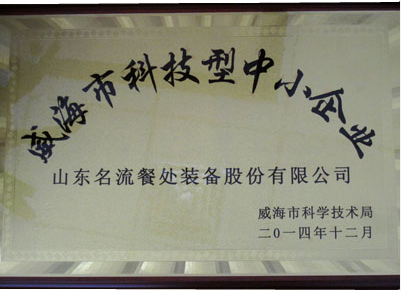 威海市科技型中小企业
山东名流餐处装备股份有限公司
威海市科学技术局
二〇一四年十二月